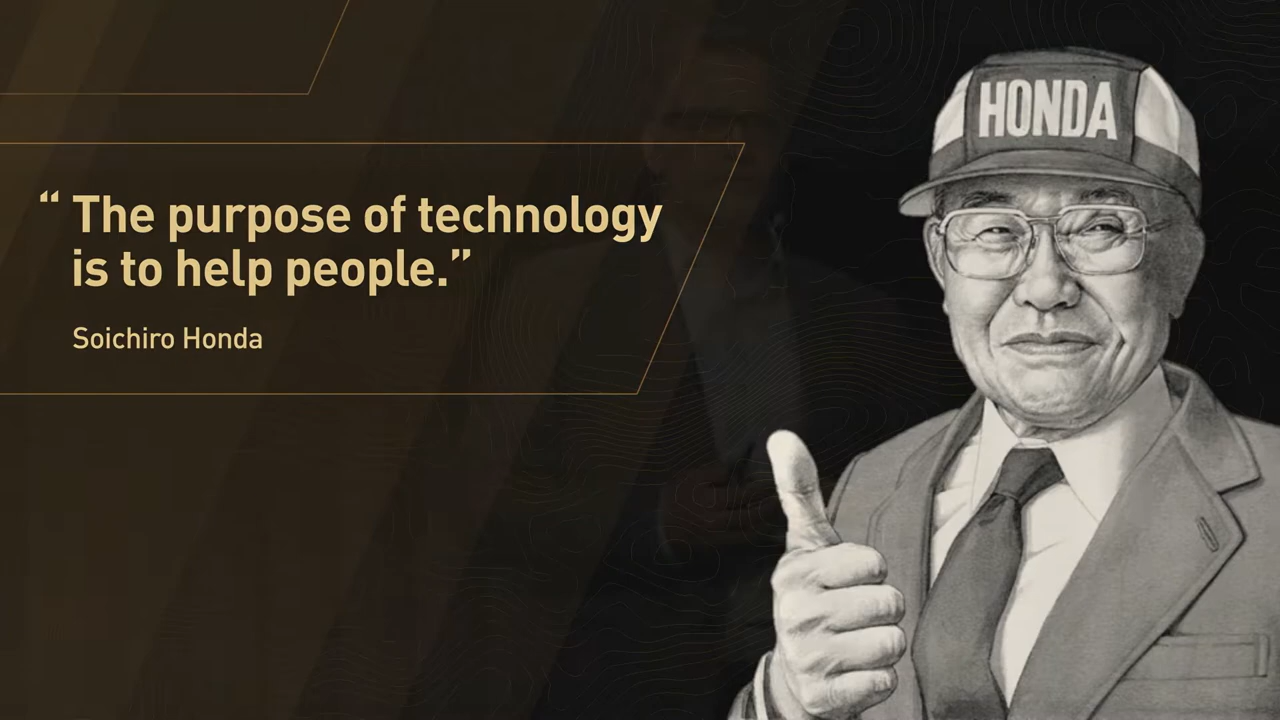 “ The purpose of technology
is to help people.”
Soichiro Honda
HONDA